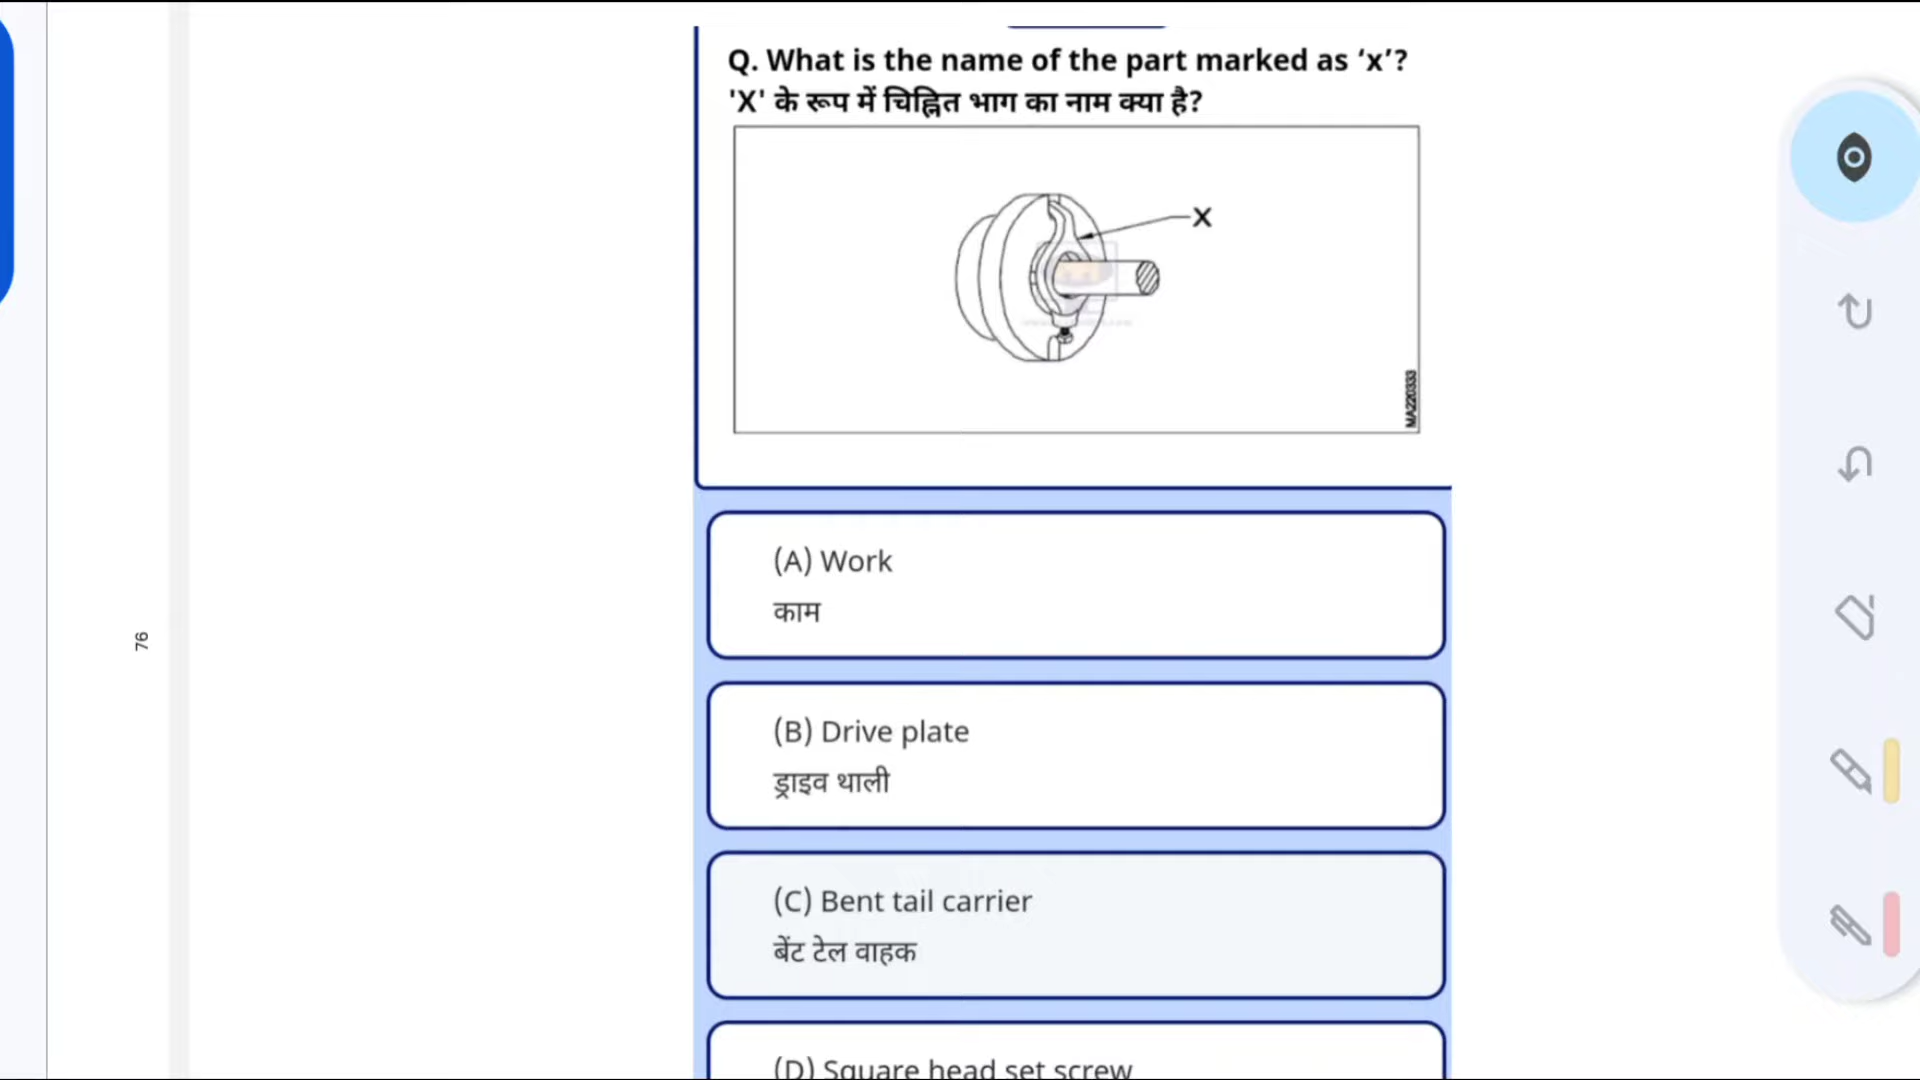 Q. What is the name of the part marked as ‘x’?
'X' के रूप में चिह्नित भाग का नाम क्या है?
X
MA220333
(A) Work
काम
76
(B) Drive plate
ड्राइव थाली
(C) Bent tail carrier
बेंट टेल वाहक
(D) Square head set screw